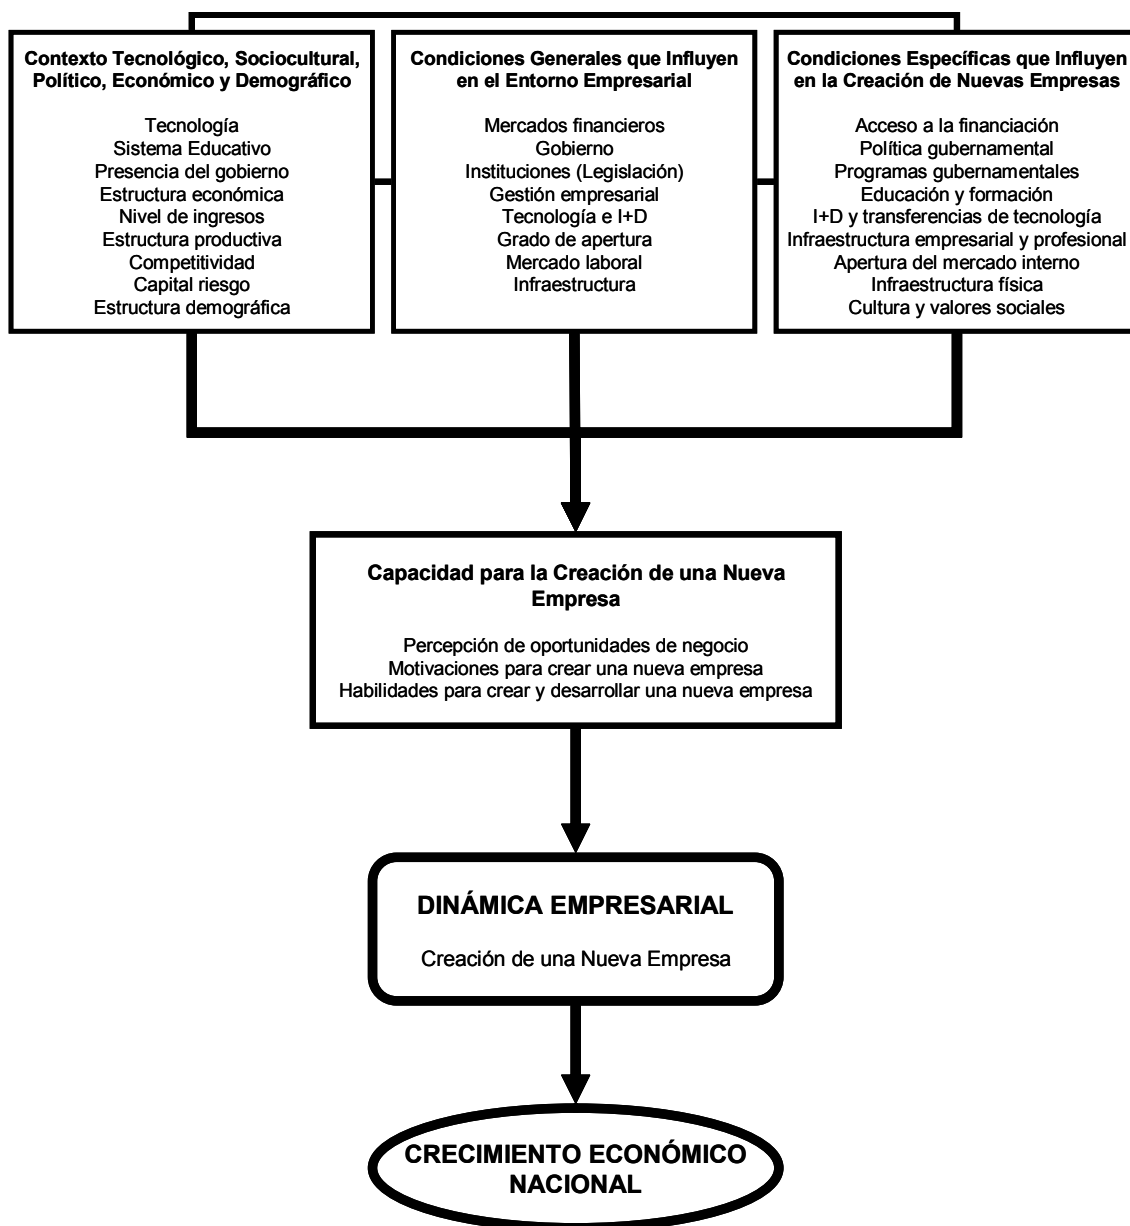 Contexto Tecnológico, Sociocultural,
Político, Económico y Demográfico
Tecnología
Sistema Educativo
Presencia del gobierno
Estructura económica
Nivel de ingresos
Estructura productiva
Competitividad
Capital riesgo
Estructura demográfica
Condiciones Generales que Influyen
en el Entorno Empresarial
Mercados financieros
Gobierno
Instituciones (Legislación)
Gestión empresarial
Tecnología e I+D
Grado de apertura
Mercado laboral
Infraestructura
Condiciones Específicas que Influyen
en la Creación de Nuevas Empresas
Acceso a la financiación
Política gubernamental
Programas gubernamentales
Educación y formación
I+D y transferencias de tecnología
Infraestructura empresarial y profesional
Apertura del mercado interno
Infraestructura física
Cultura y valores sociales
Capacidad para la Creación de una Nueva
Empresa
Percepción de oportunidades de negocio
Motivaciones para crear una nueva empresa
Habilidades para crear y desarrollar una nueva empresa
DINÁMICA EMPRESARIAL
Creación de una Nueva Empresa
CRECIMIENTO ECONÓMICO
NACIONAL